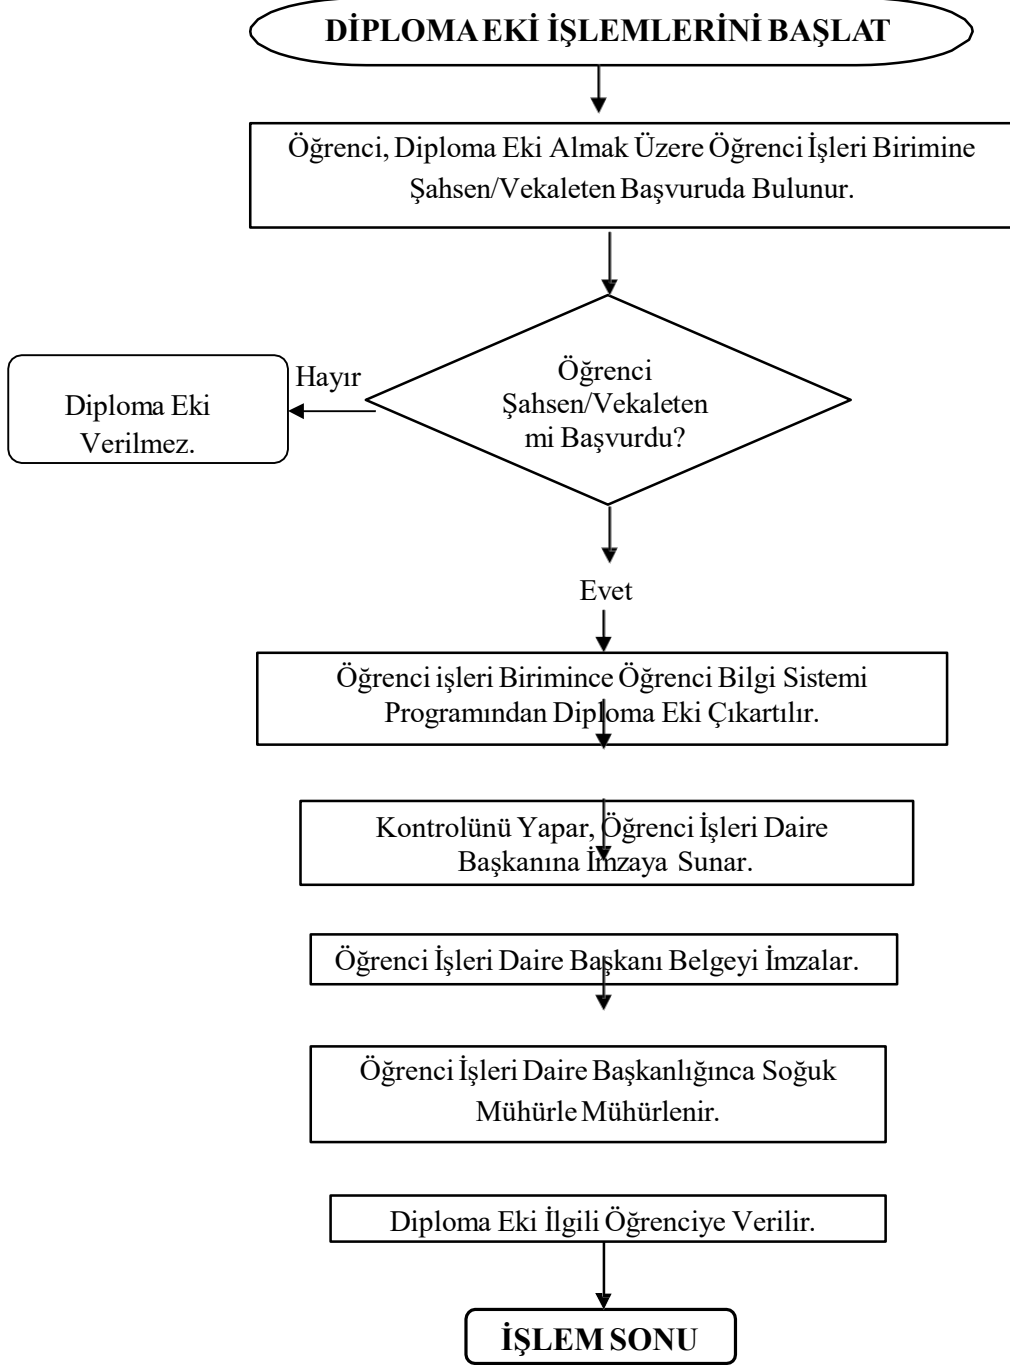 DİPLOMA EKİ İŞLEMLERİNİ BAŞLAT
Öğrenci, Diploma Eki Almak Üzere Öğrenci İşleri Birimine
Şahsen/Vekaleten Başvuruda Bulunur.
Hayır
Diploma Eki
Verilmez.
Öğrenci
Şahsen/Vekaleten
mi Başvurdu?
Evet
Öğrenci işleri Birimince Öğrenci Bilgi Sistemi
Programından Diploma Eki Çıkartılır.
Kontrolünü Yapar, Öğrenci İşleri Daire
Başkanına İmzaya Sunar.
Öğrenci İşleri Daire Başkanı Belgeyi İmzalar.
Öğrenci İşleri Daire Başkanlığınca Soğuk
Mühürle Mühürlenir.
Diploma Eki İlgili Öğrenciye Verilir.
İŞLEM SONU